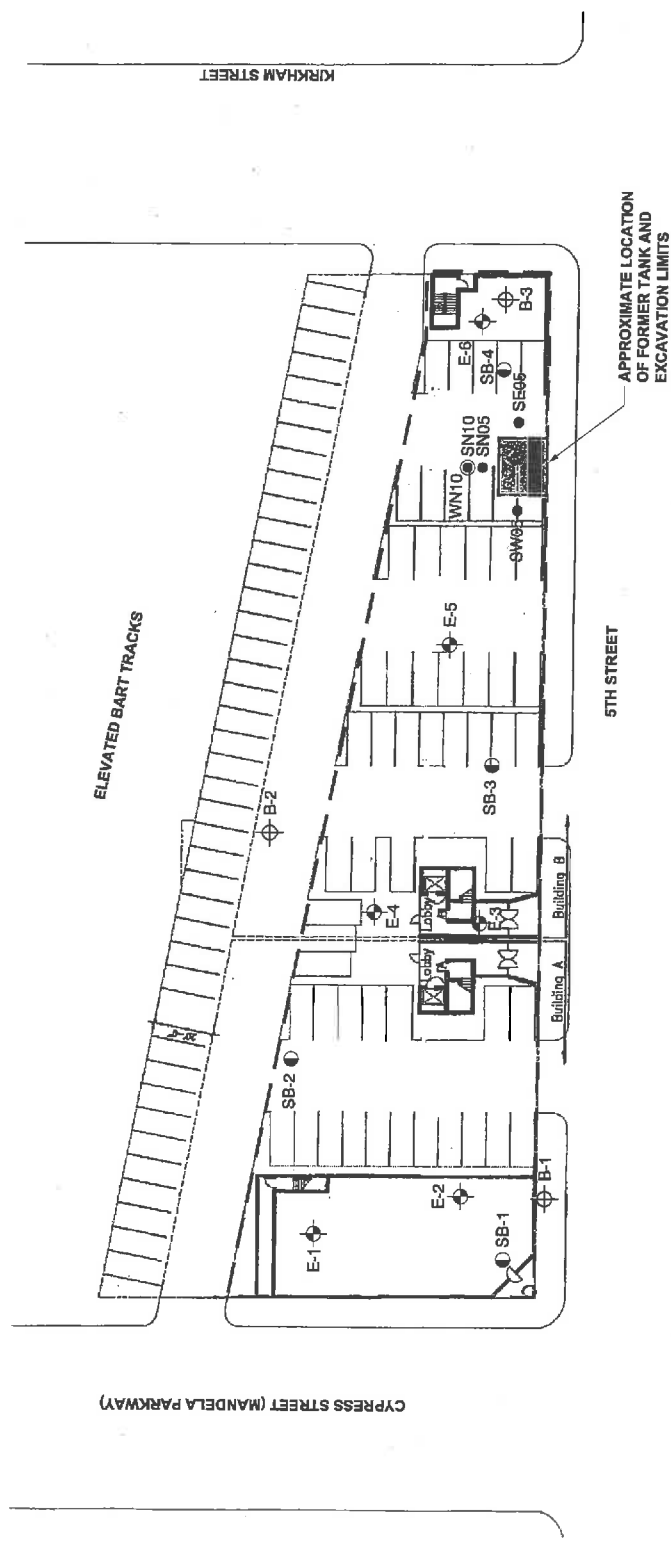 KIRKHAM STREET
ELEVATED BART TRACKS
CYPRESS STREET (MANDELA PARKWAY)
5TH STREET
APPROXIMATE LOCATION
OF FORMER TANK AND
EXCAVATION LIMITS
B-1
B-2
B-3
E-1
E-2
E-3
E-4
E-5
E-6
SB-1
SB-2
SB-3
SB-4
WN10
SN10
SN05
SE05
SW05
Lobby
A
Lobby
B
Building A
Building B